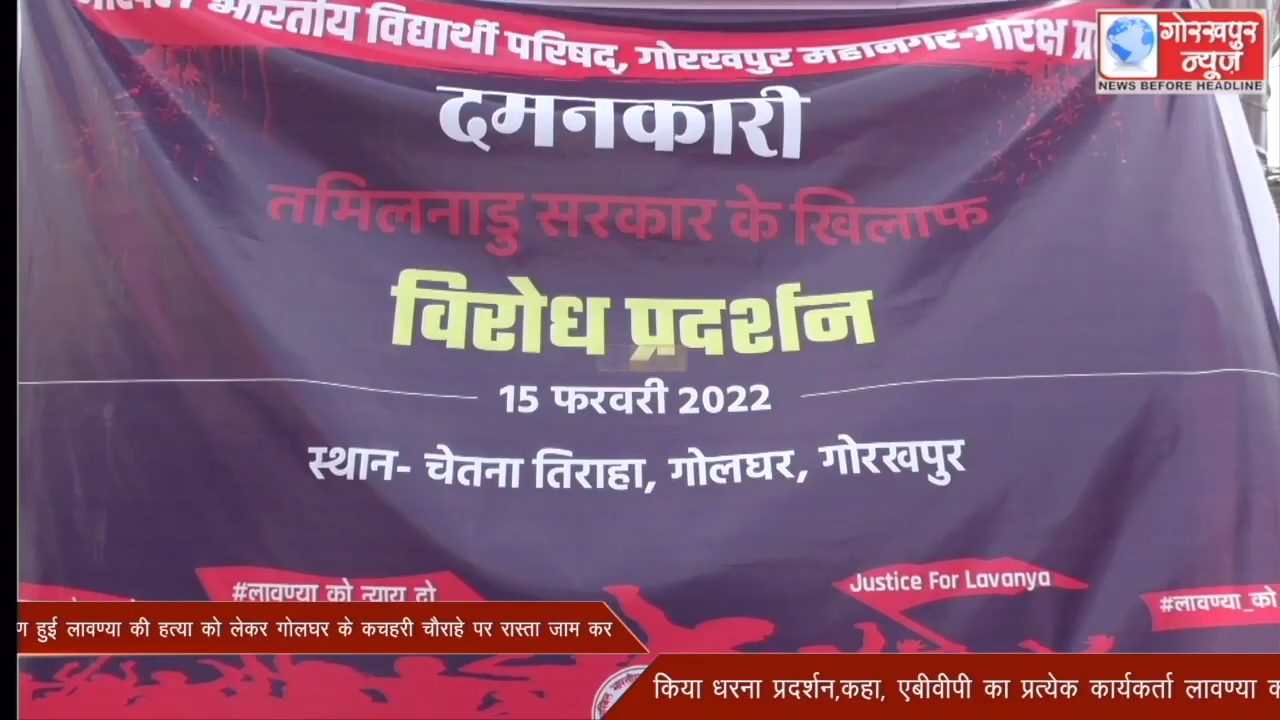 भारतीय विद्यार्थी परिषद्, गोरखपुर महानगर-गोरक्ष
गोरखपुर
न्यूज़
NEWS BEFORE HEADLINE
दमनकारी
तमिलनाडु सरकार के खिलाफ
विरोध प्रदर्शन
15 फरवरी 2022
स्थान- चेतना तिराहा, गोलघर, गोरखपुर
#लावण्या को न्याय दो
Justice For Lavanya
#लावण्या_को
हुई लावण्या की हत्या को लेकर गोलघर के कचहरी चौराहे पर रास्ता जाम कर
किया धरना प्रदर्शन,कहा, एबीवीपी का प्रत्येक कार्यकर्ता लावण्या